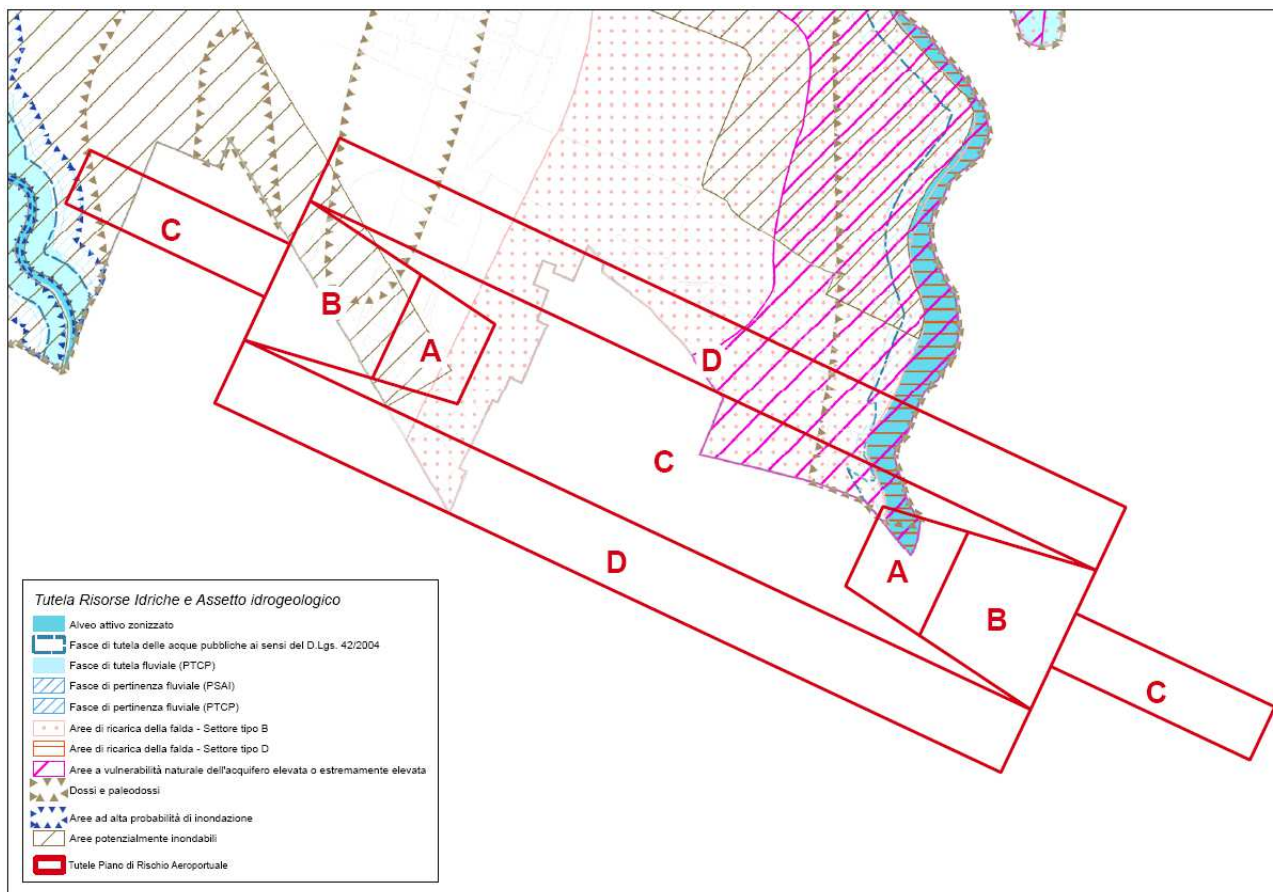 C
B
A
D
C
D
A
B
C
Tutela Risorse Idriche e Assetto idrogeologico
Alveo attivo zonizzato
Fasce di tutela delle acque pubbliche ai sensi del D.Lgs. 42/2004
Fasce di tutela fluviale (PTCP)
Fasce di pertinenza fluviale (PSAI)
Fasce di pertinenza fluviale (PTCP)
Aree di ricarica della falda - Settore tipo B
Aree di ricarica della falda - Settore tipo D
Aree a vulnerabilità naturale dell'acquifero elevata o estremamente elevata
Dossi e paleodossi
Aree ad alta probabilità di inondazione
Aree potenzialmente inondabili
Tutele Piano di Rischio Aeroportuale